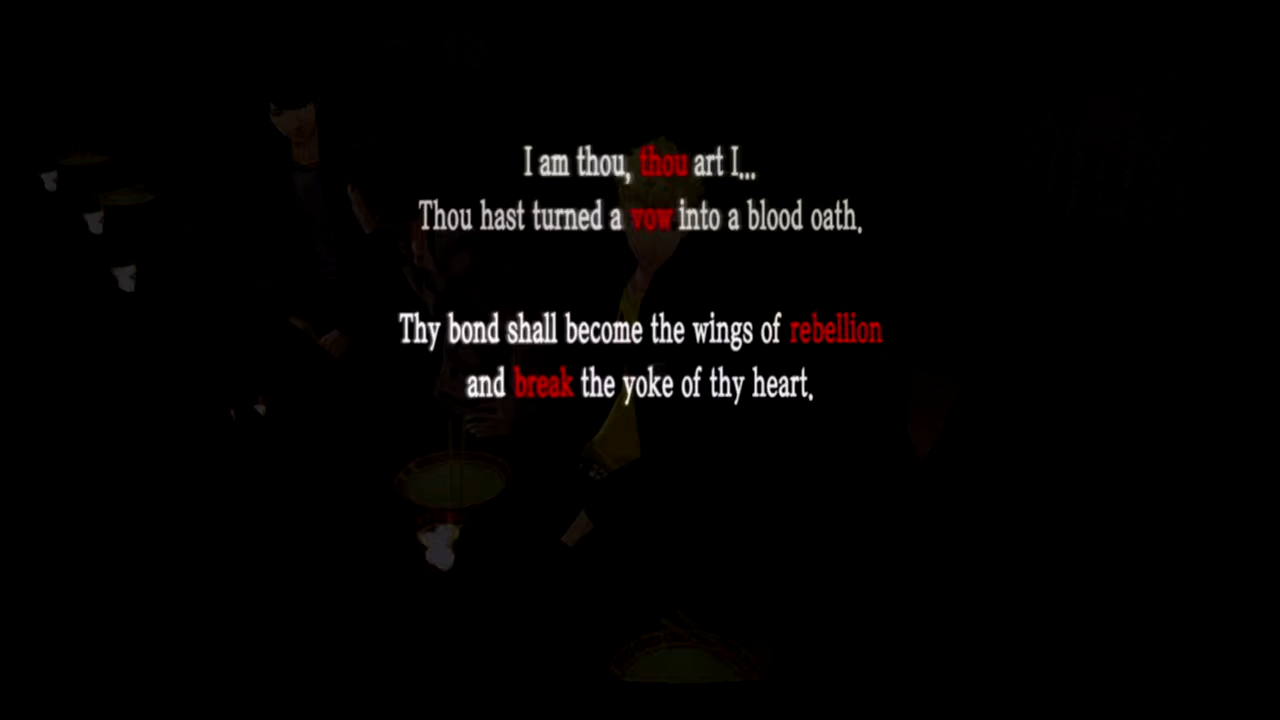 I am thou, thou art I...
Thou hast turned a vow into a blood oath.
Thy bond shall become the wings of rebellion
and break the yoke of thy heart.